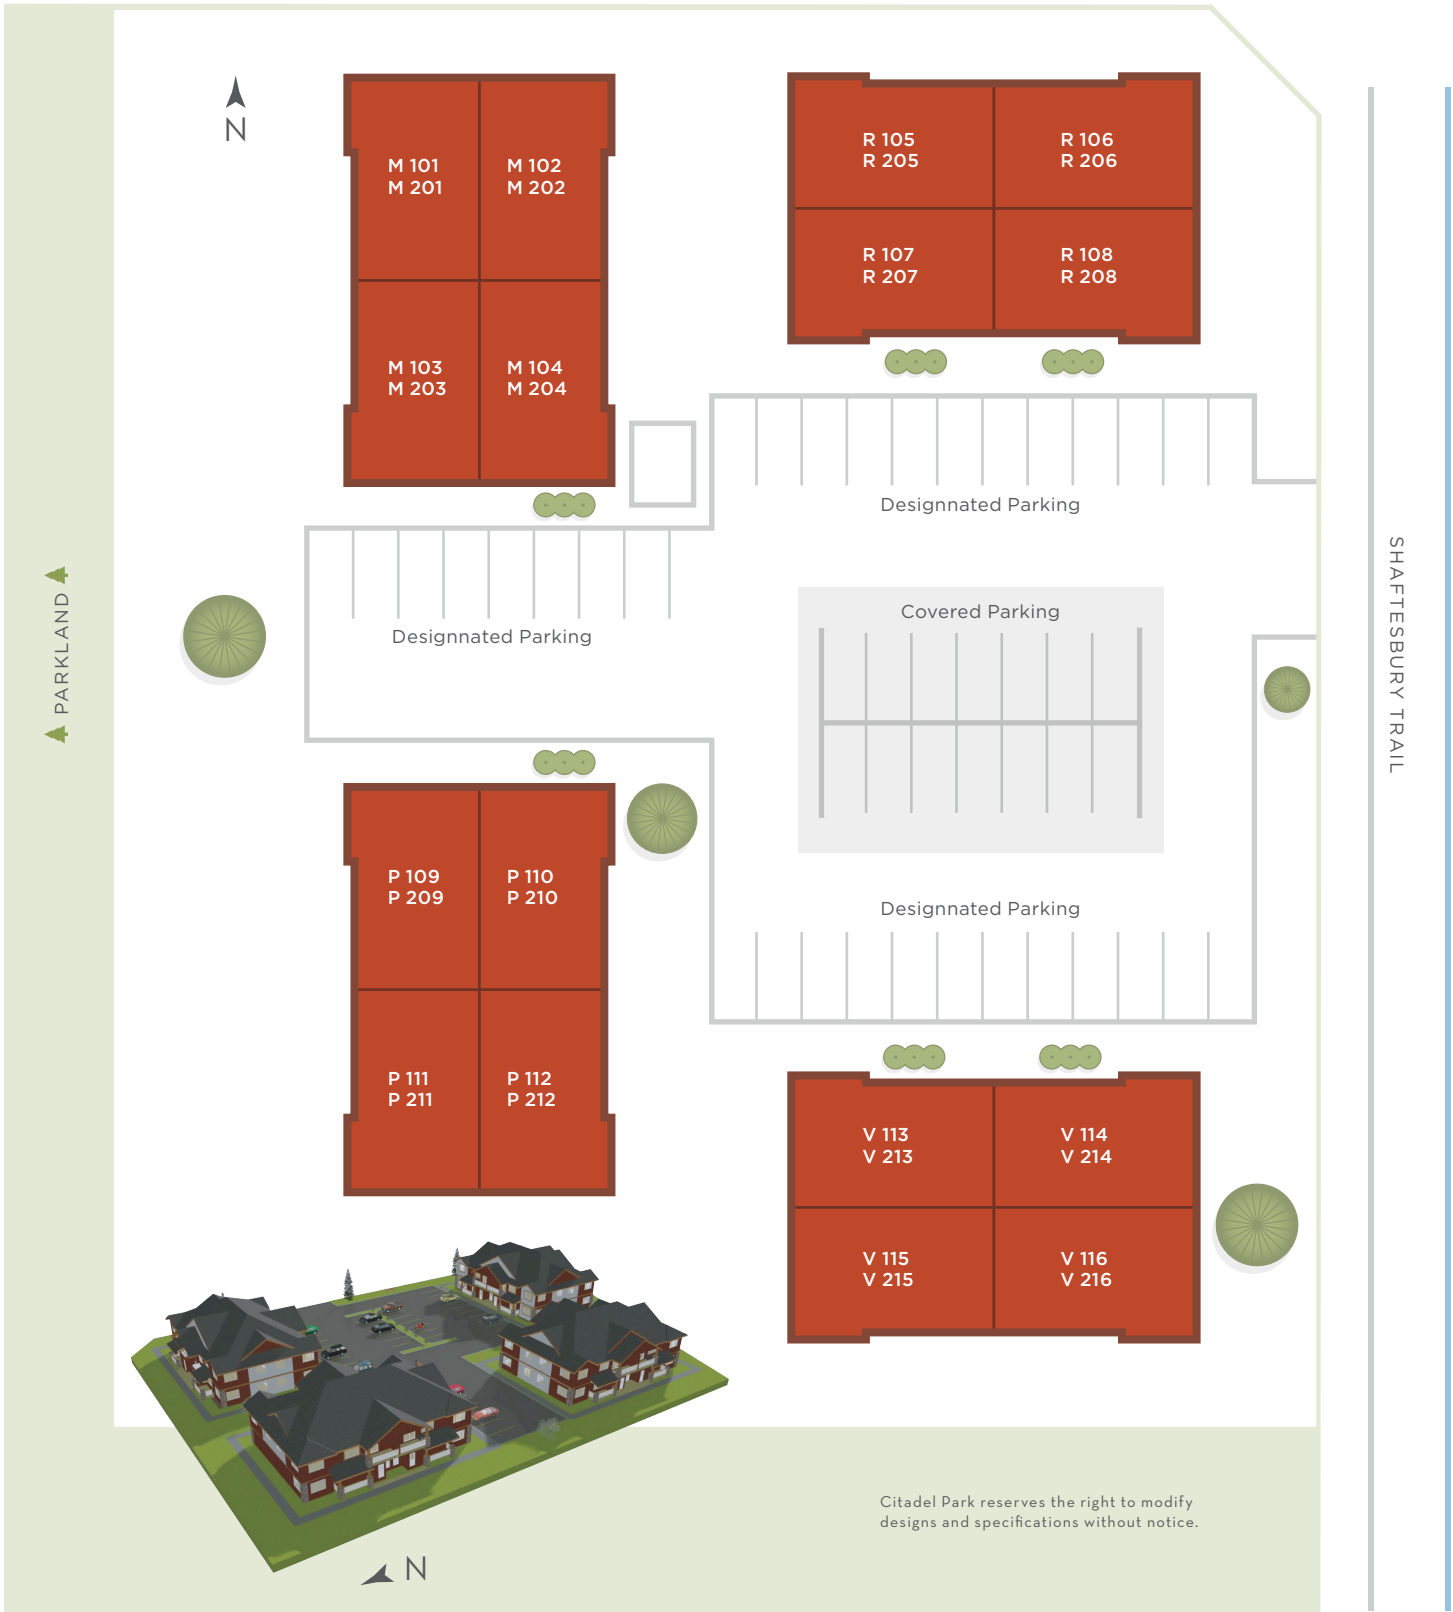 N
M 101
M 201
M 102
M 202
M 103
M 203
M 104
M 204
R 105
R 205
R 106
R 206
R 107
R 207
R 108
R 208
Designnated Parking
Designnated Parking
Covered Parking
Designnated Parking
PARKLAND
SHAFTESBURY TRAIL
P 109
P 209
P 110
P 210
P 111
P 211
P 112
P 212
V 113
V 213
V 114
V 214
V 115
V 215
V 116
V 216
Citadel Park reserves the right to modify
designs and specifications without notice.
N